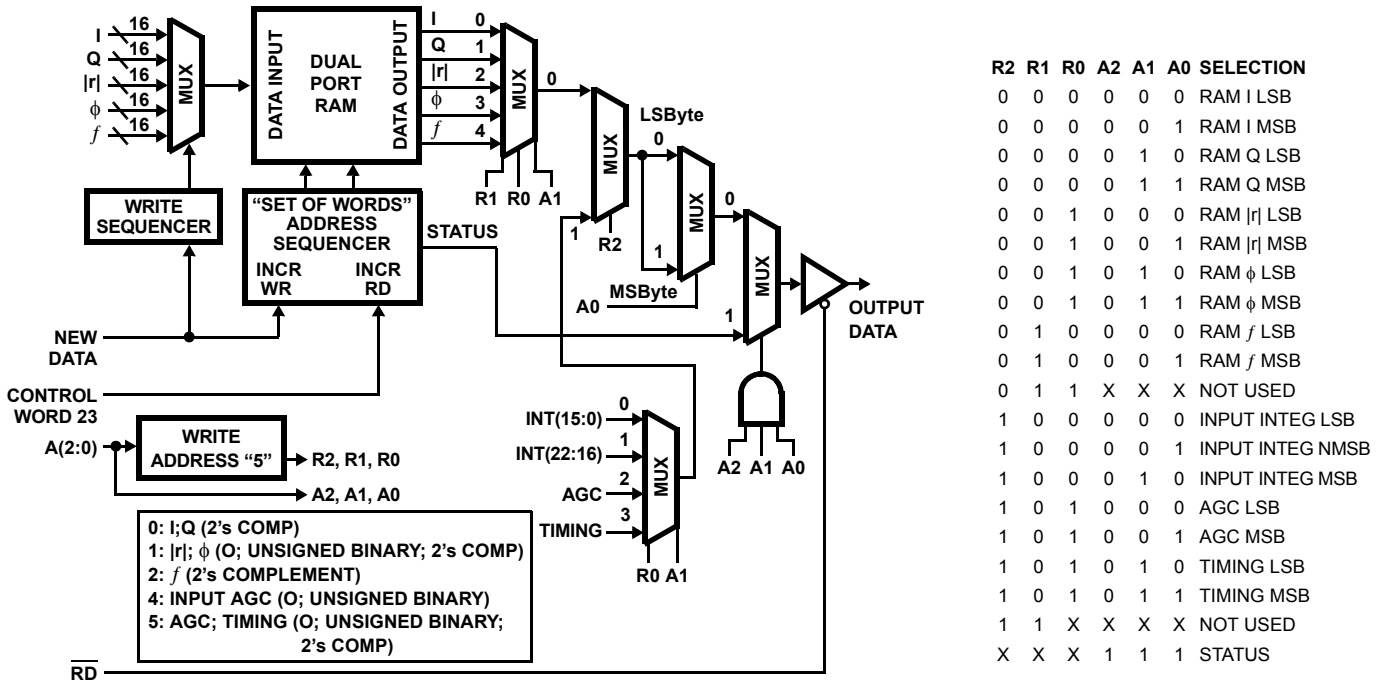 I 16
Q 16
|r| 16
ϕ 16
f 16
MUX
DATA INPUT
DUAL
PORT
RAM
DATA OUTPUT
I 0
Q 1
|r| 2
ϕ 3
f 4
MUX
R1 R0 A1
0
1
MUX
R2
LSByte
0
1
MSByte
A0
MUX
0
1
MUX
OUTPUT
DATA
WRITE
SEQUENCER
“SET OF WORDS”
ADDRESS
SEQUENCER
INCR INCR
WR RD
STATUS
NEW
DATA
CONTROL
WORD 23
A(2:0)
WRITE
ADDRESS “5”
R2, R1, R0
A2, A1, A0
INT(15:0) 0
INT(22:16) 1
AGC 2
TIMING 3
MUX
R0 A1
A2 A1 A0
0: I;Q (2’s COMP)
1: |r|; ϕ (O; UNSIGNED BINARY; 2’s COMP)
2: f (2’s COMPLEMENT)
4: INPUT AGC (O; UNSIGNED BINARY)
5: AGC; TIMING (O; UNSIGNED BINARY;
2’s COMP)
RD
R2 R1 R0 A2 A1 A0 SELECTION
0 0 0 0 0 0 RAM I LSB
0 0 0 0 0 1 RAM I MSB
0 0 0 0 1 0 RAM Q LSB
0 0 0 0 1 1 RAM Q MSB
0 0 1 0 0 0 RAM |r| LSB
0 0 1 0 0 1 RAM |r| MSB
0 0 1 0 1 0 RAM ϕ LSB
0 0 1 0 1 1 RAM ϕ MSB
0 1 0 0 0 0 RAM f LSB
0 1 0 0 0 1 RAM f MSB
0 1 1 X X X NOT USED
1 0 0 0 0 0 INPUT INTEG LSB
1 0 0 0 0 1 INPUT INTEG NMSB
1 0 0 0 1 0 INPUT INTEG MSB
1 0 1 0 0 0 AGC LSB
1 0 1 0 0 1 AGC MSB
1 0 1 0 1 0 TIMING LSB
1 0 1 0 1 1 TIMING MSB
1 1 X X X X NOT USED
X X X 1 1 1 STATUS